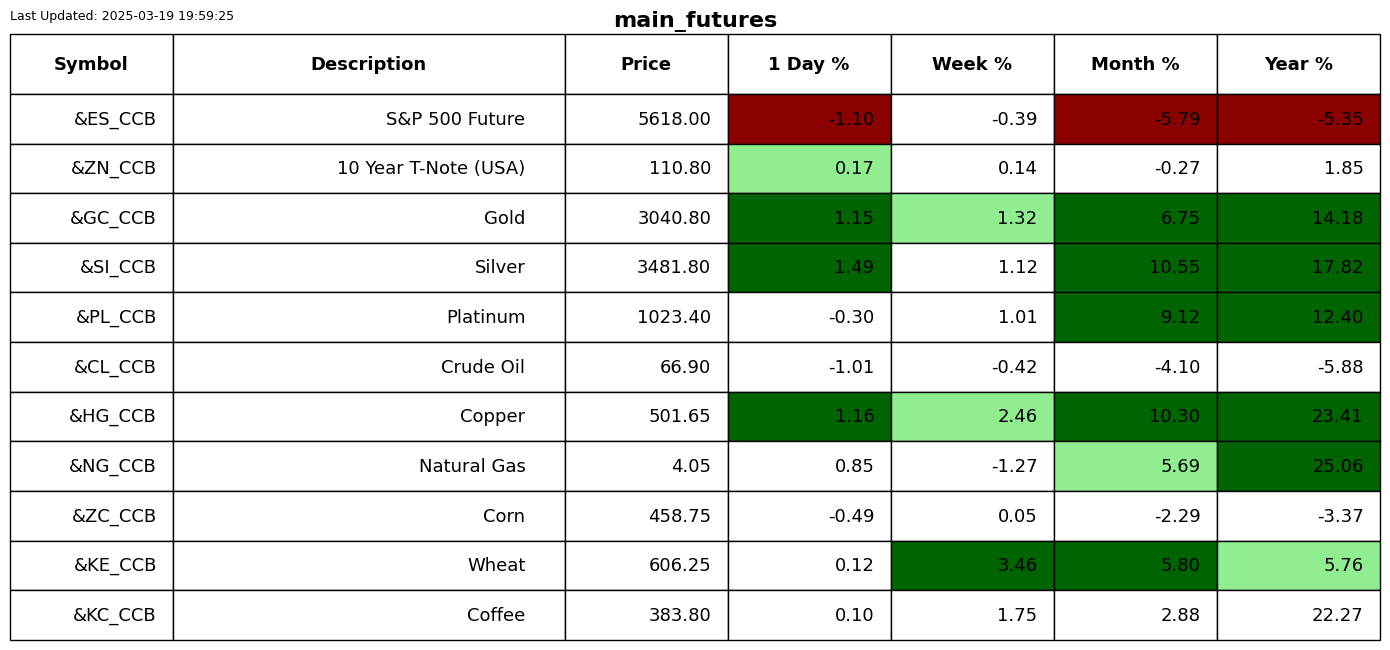 Last Updated: 2025-03-19 19:59:25
main_futures
Symbol Description Price 1 Day % Week % Month % Year %
&ES_CCB S&P 500 Future 5618.00 -1.10 -0.39 -5.79 -5.35
&ZN_CCB 10 Year T-Note (USA) 110.80 0.17 0.14 -0.27 1.85
&GC_CCB Gold 3040.80 1.15 1.32 6.75 14.18
&SI_CCB Silver 3481.80 1.49 1.12 10.55 17.82
&PL_CCB Platinum 1023.40 -0.30 1.01 9.12 12.40
&CL_CCB Crude Oil 66.90 -1.01 -0.42 -4.10 -5.88
&HG_CCB Copper 501.65 1.16 2.46 10.30 23.41
&NG_CCB Natural Gas 4.05 0.85 -1.27 5.69 25.06
&ZC_CCB Corn 458.75 -0.49 0.05 -2.29 -3.37
&KE_CCB Wheat 606.25 0.12 3.46 5.80 5.76
&KC_CCB Coffee 383.80 0.10 1.75 2.88 22.27